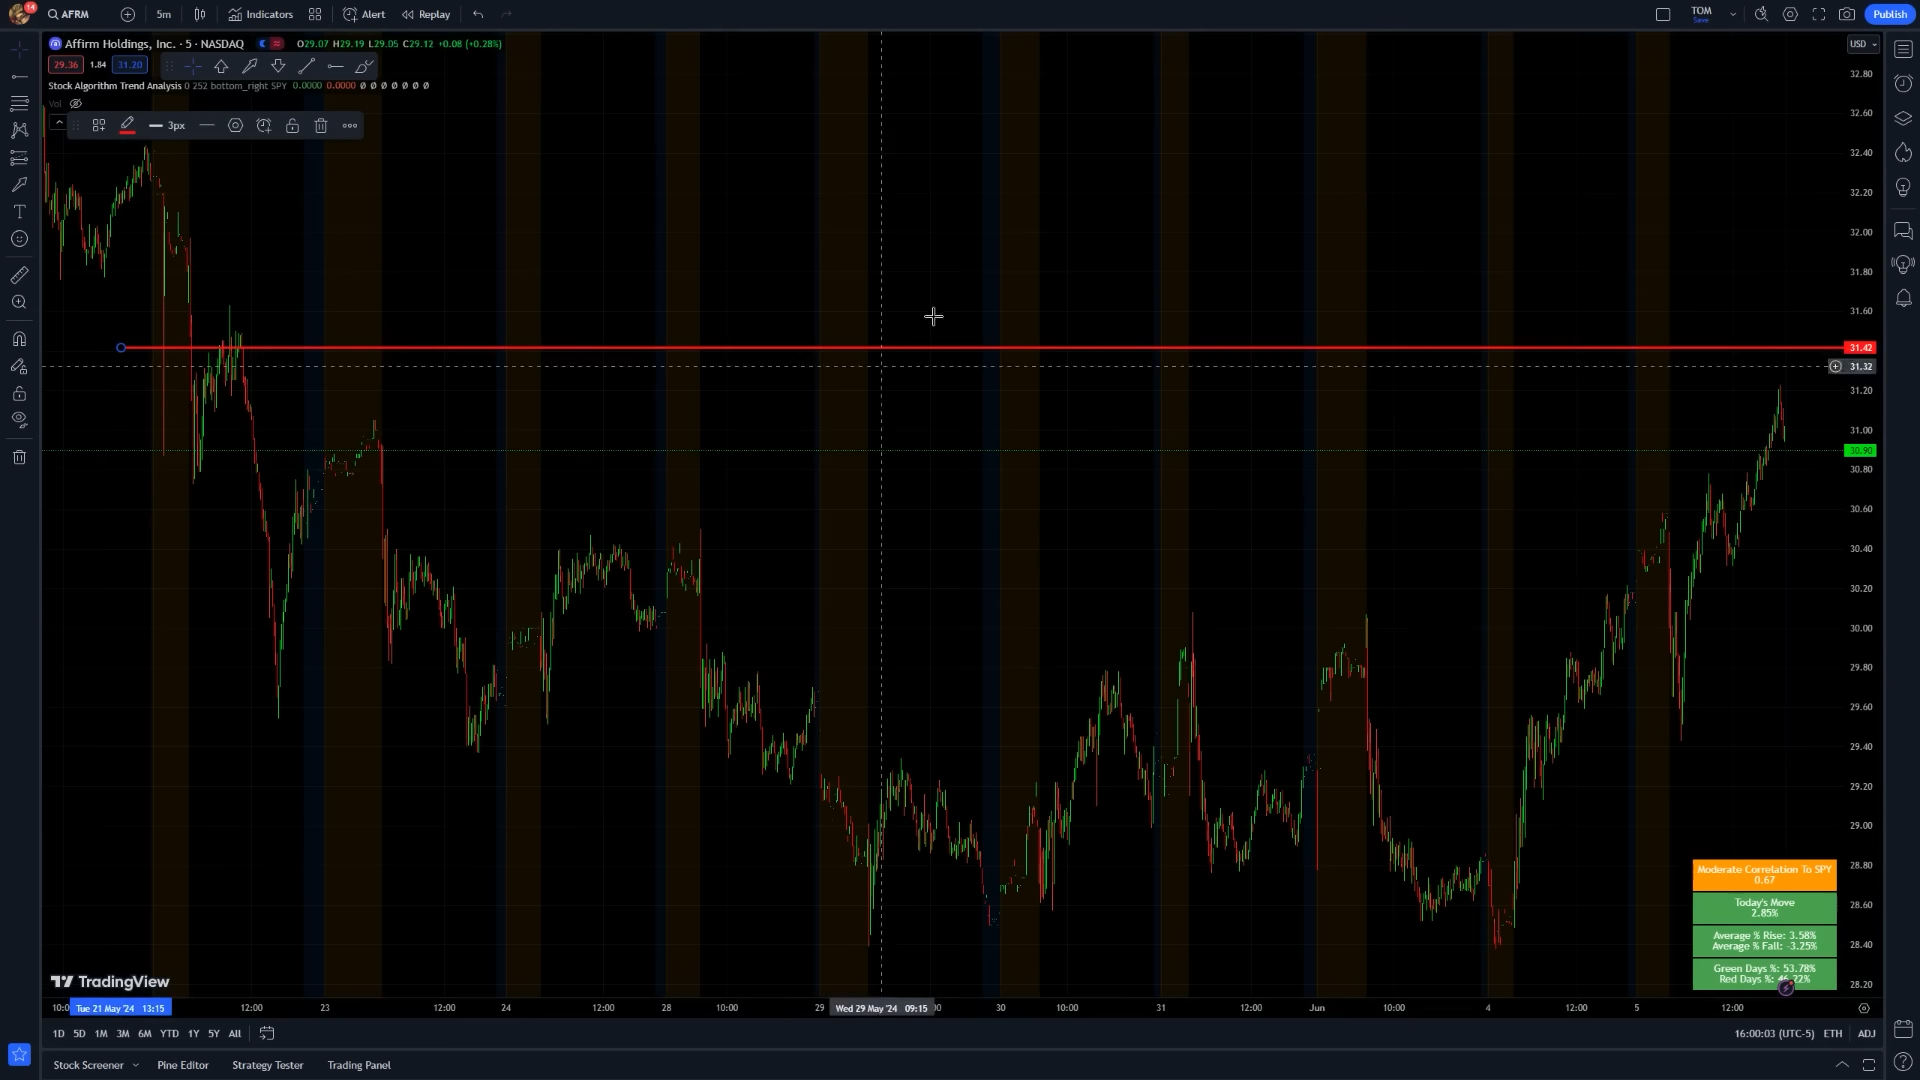 14
AFRM
5m
Indicators
Alert
Replay
TOM
Save
Publish
Affirm Holdings, Inc. · 5 · NASDAQ
O29.07 H29.19 L29.05 C29.12 +0.08 (+0.28%)
USD
29.36 1.84 31.20
Stock Algorithm Trend Analysis 0 252 bottom_right SPY 0.0000 0.0000 Ø Ø Ø Ø Ø Ø Ø
Vol
3px
32.80
32.60
32.40
32.20
32.00
31.80
31.60
31.42
31.32
31.20
31.00
30.90
30.80
30.60
30.40
30.20
30.00
29.80
29.60
29.40
29.20
29.00
28.80
28.60
28.40
28.20
Moderate Correlation To SPY
0.67
Today's Move
2.85%
Average % Rise: 3.58%
Average % Fall: -3.25%
Green Days %: 53.78%
Red Days %: 46.22%
TradingView
Tue 21 May '24 13:15
12:00
23
12:00
24
12:00
28
10:00
29
Wed 29 May '24 09:15
30
10:00
31
12:00
Jun
10:00
4
12:00
5
12:00
1D 5D 1M 3M 6M YTD 1Y 5Y All
16:00:03 (UTC-5) ETH ADJ
Stock Screener
Pine Editor
Strategy Tester
Trading Panel